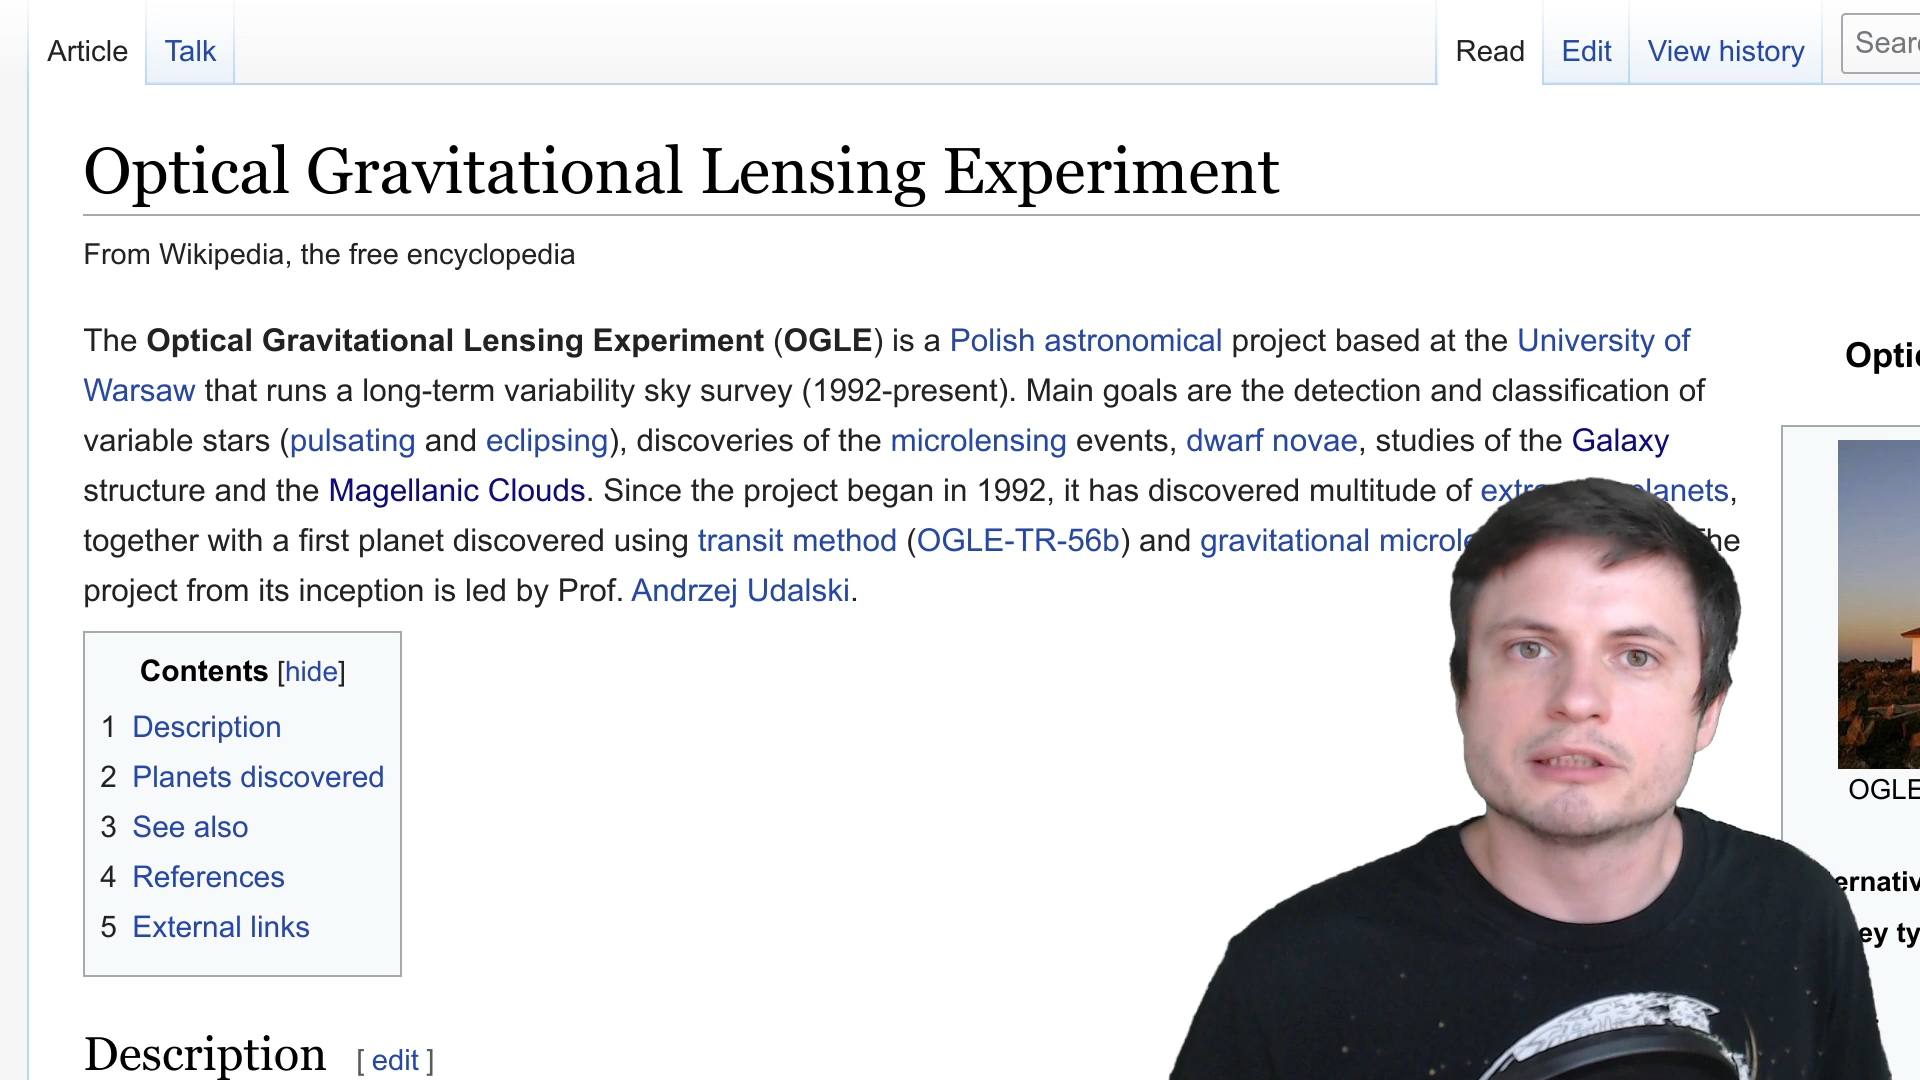 Article Talk Read Edit View history
Optical Gravitational Lensing Experiment
From Wikipedia, the free encyclopedia
The Optical Gravitational Lensing Experiment (OGLE) is a Polish astronomical project based at the University of
Warsaw that runs a long-term variability sky survey (1992-present). Main goals are the detection and classification of
variable stars (pulsating and eclipsing), discoveries of the microlensing events, dwarf novae, studies of the Galaxy
structure and the Magellanic Clouds. Since the project began in 1992, it has discovered multitude of
together with a first planet discovered using transit method (OGLE-TR-56b) and gravitational
project from its inception is led by Prof. Andrzej Udalski.
Contents [hide]
1 Description
2 Planets discovered
3 See also
4 References
5 External links
Description [ edit ]
OGLE